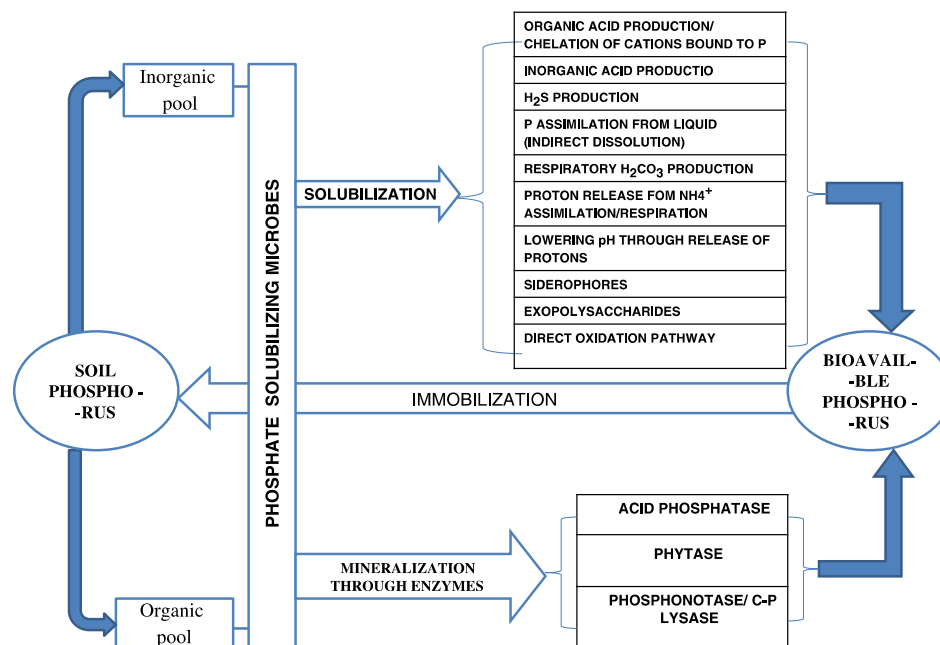 Inorganic
pool
PHOSPHATE SOLUBILIZING MICROBES
SOLUBILIZATION
ORGANIC ACID PRODUCTION/
CHELATION OF CATIONS BOUND TO P
INORGANIC ACID PRODUCTIO
H₂S PRODUCTION
P ASSIMILATION FROM LIQUID
(INDIRECT DISSOLUTION)
RESPIRATORY H₂CO₃ PRODUCTION
PROTON RELEASE FOM NH4⁺
ASSIMILATION/RESPIRATION
LOWERING pH THROUGH RELEASE OF
PROTONS
SIDEROPHORES
EXOPOLYSACCHARIDES
DIRECT OXIDATION PATHWAY
SOIL
PHOSPHO -
-RUS
IMMOBILIZATION
BIOAVAIL-
-BLE
PHOSPHO -
-RUS
MINERALIZATION
THROUGH ENZYMES
ACID PHOSPHATASE
PHYTASE
PHOSPHONOTASE/ C-P
LYSASE
Organic
pool